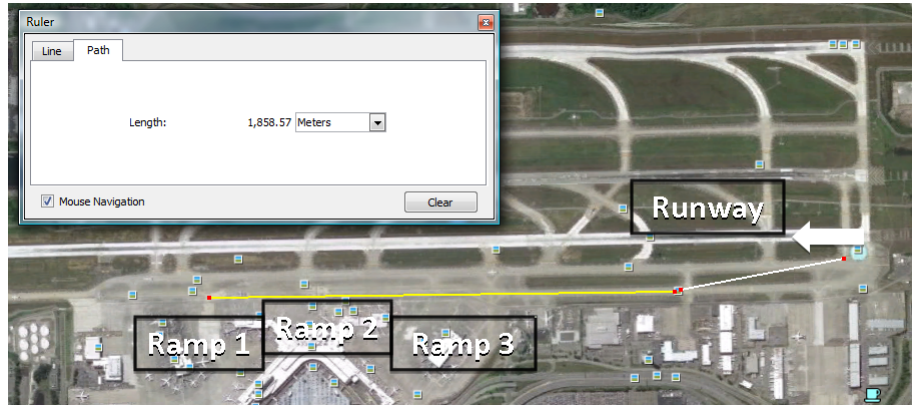 Ruler
Line
Path
Length:
1,858.57
Meters
Mouse Navigation
Clear
Runway
Ramp 1
Ramp 2
Ramp 3